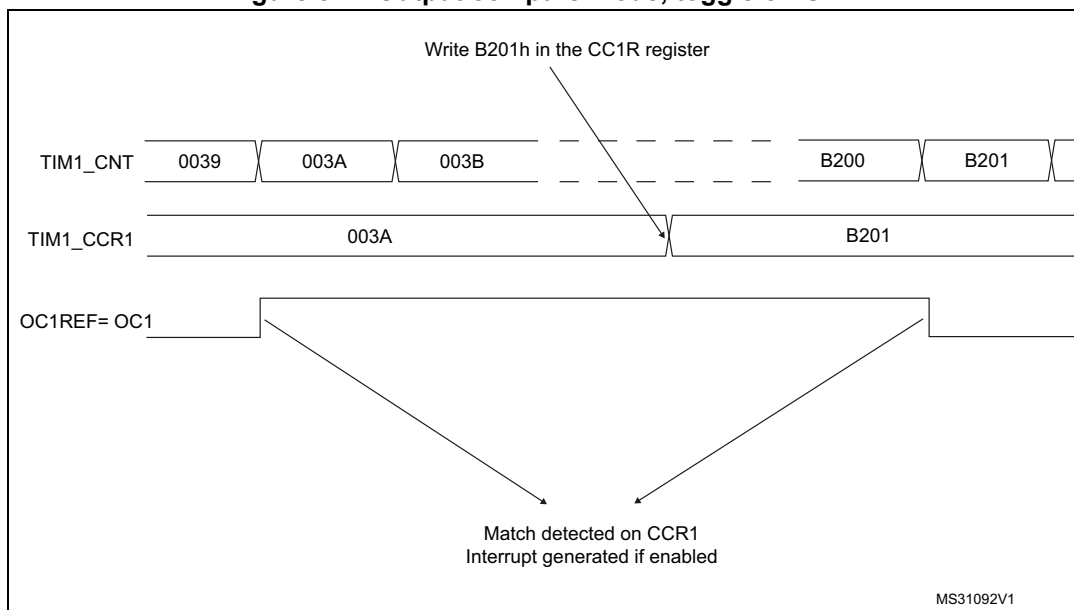 Write B201h in the CC1R register
TIM1_CNT 0039 003A 003B B200 B201
TIM1_CCR1 003A B201
OC1REF= OC1
Match detected on CCR1
Interrupt generated if enabled
MS31092V1